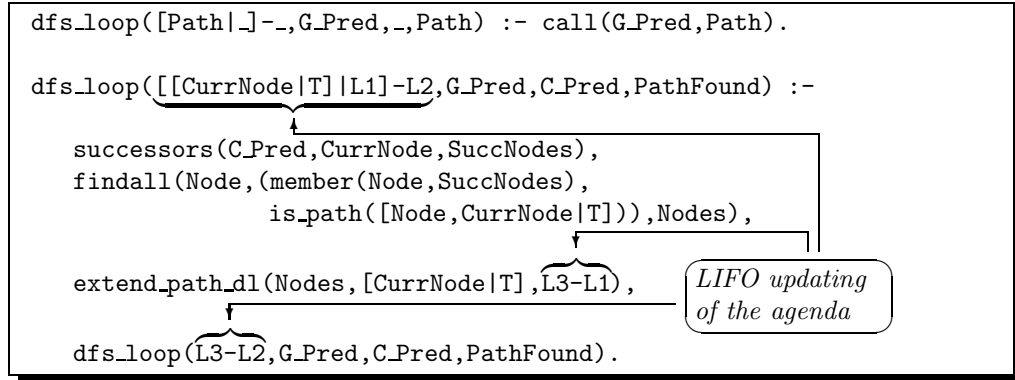 dfs_loop([Path|_]-_,G_Pred,_,Path) :- call(G_Pred,Path).
dfs_loop([[CurrNode|T]|L1]-L2,G_Pred,C_Pred,PathFound) :-
successors(C_Pred,CurrNode,SuccNodes),
findall(Node,(member(Node,SuccNodes),
is_path([Node,CurrNode|T])),Nodes),
extend_path_dl(Nodes,[CurrNode|T],L3-L1),
LIFO updating
of the agenda
dfs_loop(L3-L2,G_Pred,C_Pred,PathFound).